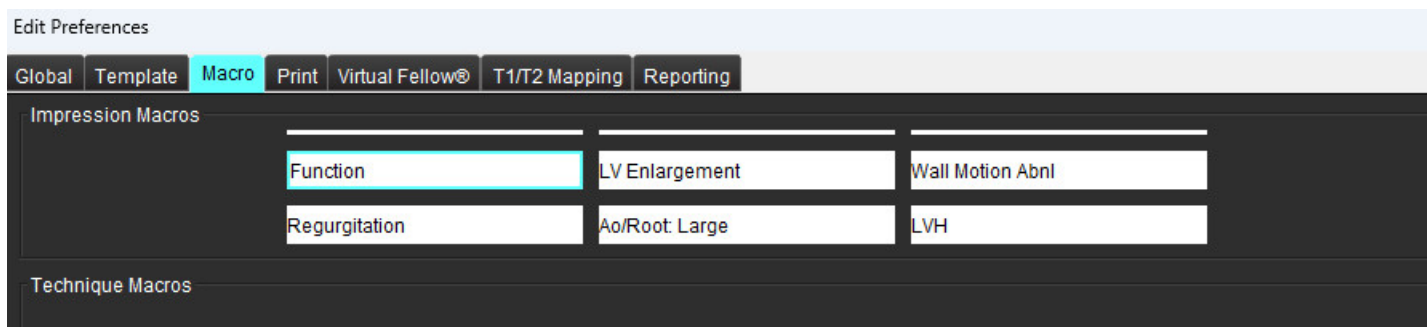 Edit Preferences
Global Template Macro Print Virtual Fellow® T1/T2 Mapping Reporting
Impression Macros
Function LV Enlargement Wall Motion Abnl
Regurgitation Ao/Root: Large LVH
Technique Macros